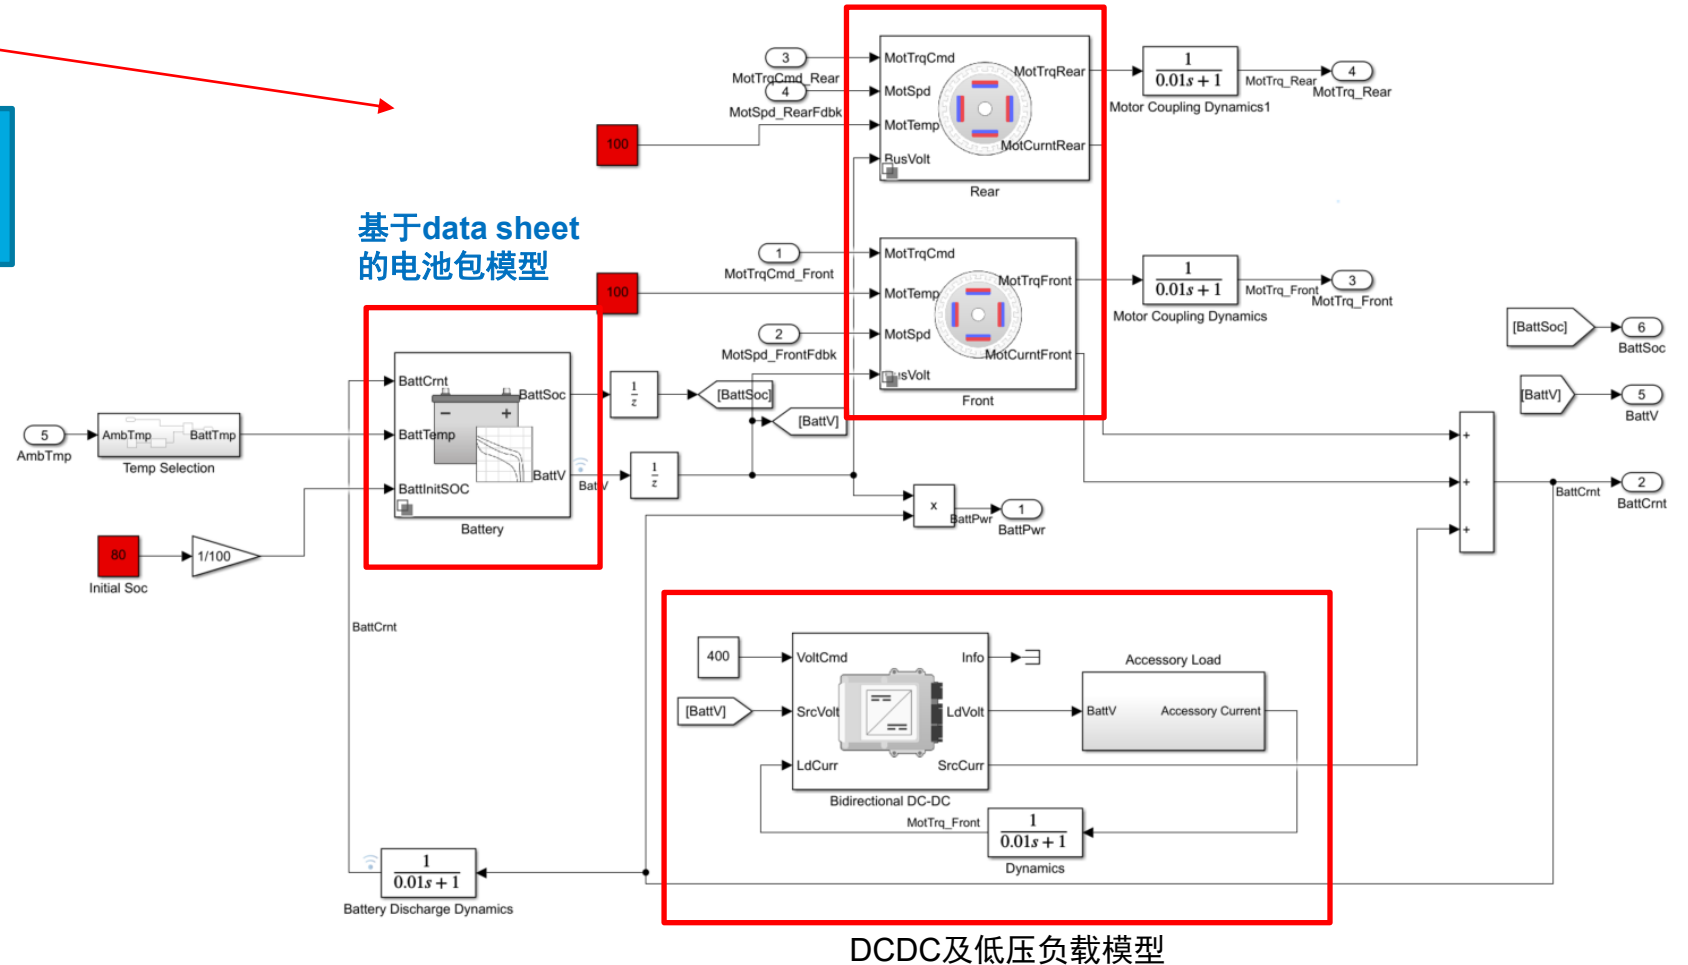 3
MotTrqCmd_Rear
4
MotSpd_RearFdbk
100
MotTrqCmd
MotSpd
MotTemp
BusVolt
MotTrqRear
MotCurntRear
Rear
1
0.01s + 1
Motor Coupling Dynamics1
MotTrq_Rear
4
MotTrq_Rear
基于data sheet
的电池包模型
1
MotTrqCmd_Front
100
2
MotSpd_FrontFdbk
MotTrqCmd
MotTemp
MotSpd
MotTrqFront
MotCurntFront
Front
1
0.01s + 1
Motor Coupling Dynamics
MotTrq_Front
3
MotTrq_Front
[BattSoc]
6
BattSoc
[BattV]
5
BattV
5
AmbTmp
AmbTmp
BattTmp
Temp Selection
BattCrnt
BattTemp
BattInitSOC
BattSoc
BattV
Battery
80
Initial Soc
1/100
1
z
[BattSoc]
[BattV]
BattV
1
z
x
BattPwr
1
BattPwr
+
+
+
BattCrnt
2
BattCrnt
BattCrnt
400
[BattV]
VoltCmd
SrcVolt
LdCurr
Info
LdVolt
SrcCurr
Bidirectional DC-DC
Accessory Load
BattV
Accessory Current
MotTrq_Front
1
0.01s + 1
Dynamics
1
0.01s + 1
Battery Discharge Dynamics
DCDC及低压负载模型